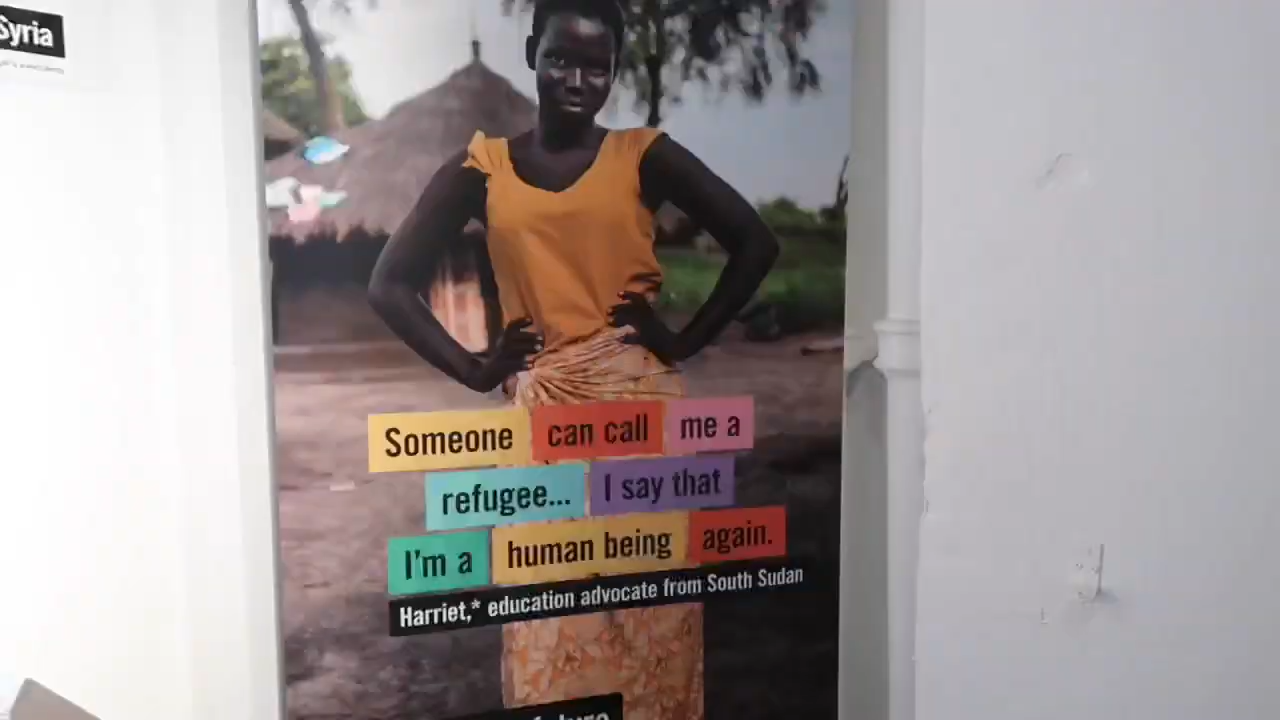 Syria
Someone can call me a
refugee... I say that
I'm a human being again.
Harriet,* education advocate from South Sudan